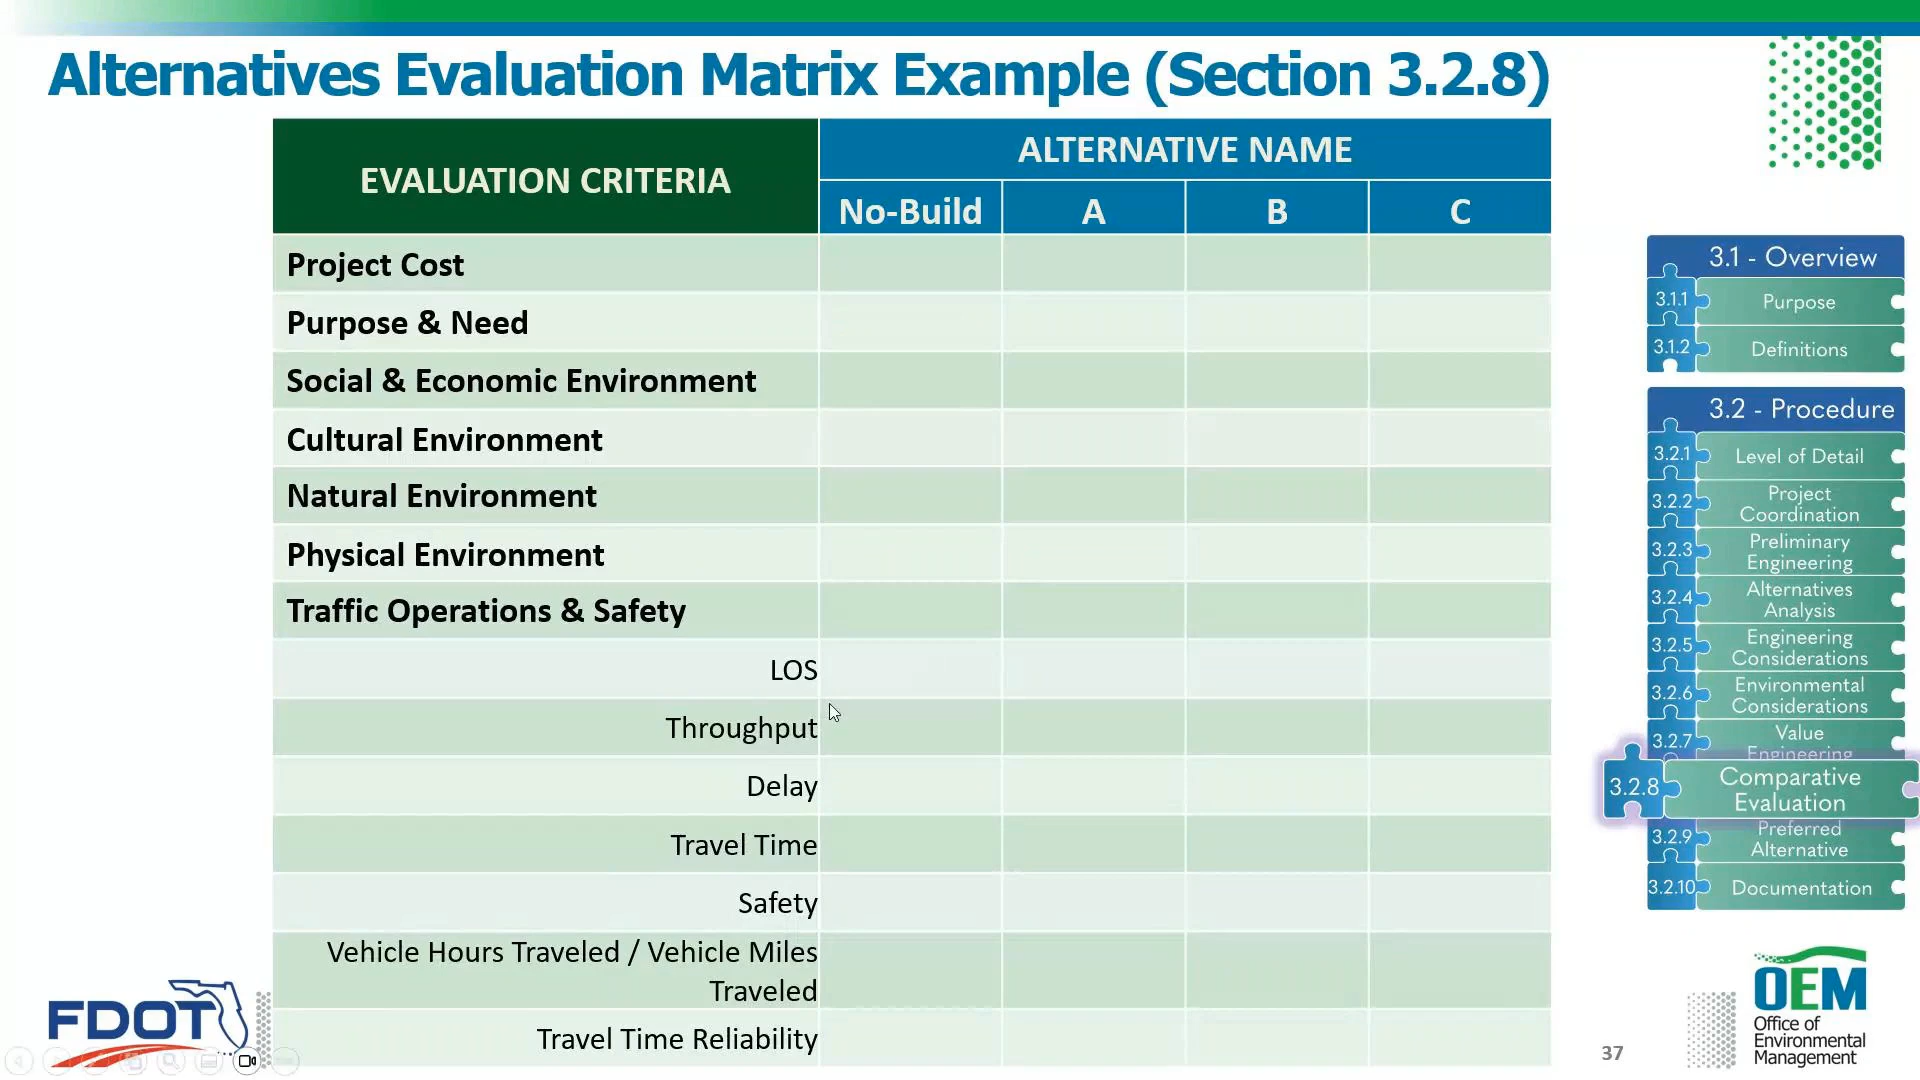 Alternatives Evaluation Matrix Example (Section 3.2.8)
EVALUATION CRITERIA
ALTERNATIVE NAME
No-Build A B C
Project Cost
Purpose & Need
Social & Economic Environment
Cultural Environment
Natural Environment
Physical Environment
Traffic Operations & Safety
LOS
Throughput
Delay
Travel Time
Safety
Vehicle Hours Traveled / Vehicle Miles
Traveled
Travel Time Reliability
3.1 - Overview
3.1.1 Purpose
3.1.2 Definitions
3.2 - Procedure
3.2.1 Level of Detail
3.2.2 Project
Coordination
3.2.3 Preliminary
Engineering
3.2.4 Alternatives
Analysis
3.2.5 Engineering
Considerations
3.2.6 Environmental
Considerations
3.2.7 Value
Engineering
3.2.8 Comparative
Evaluation
3.2.9 Preferred
Alternative
3.2.10 Documentation
FDOT
37
OEM
Office of
Environmental
Management